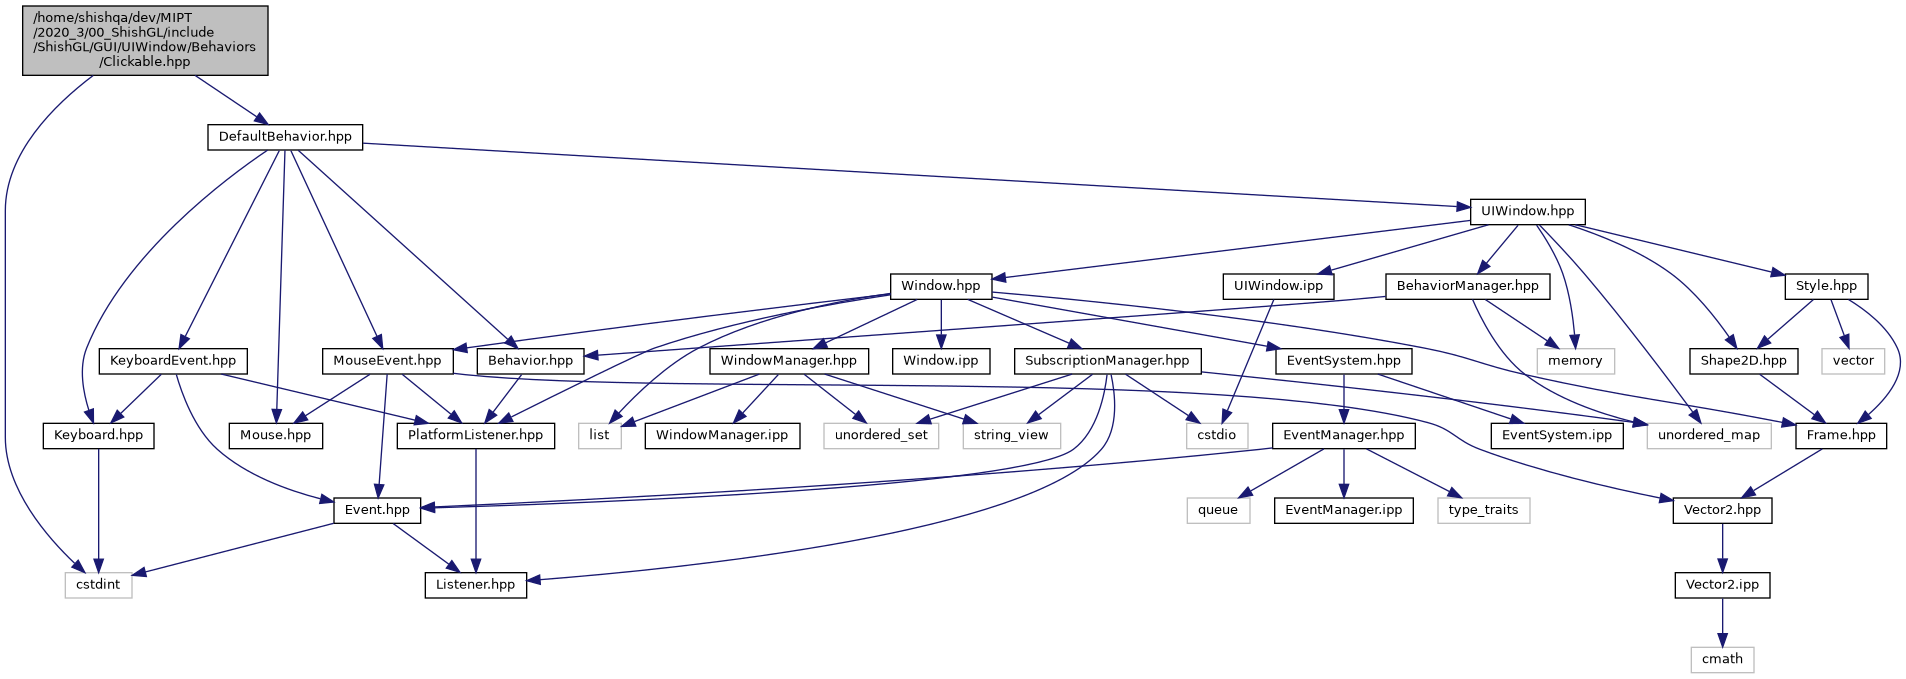 /home/shishqa/dev/MIPT
/2020_3/00_ShishGL/include
/ShishGL/GUI/UIWindow/Behaviors
/Clickable.hpp
DefaultBehavior.hpp
UIWindow.hpp
Window.hpp
UIWindow.ipp
BehaviorManager.hpp
Style.hpp
KeyboardEvent.hpp
MouseEvent.hpp
Behavior.hpp
WindowManager.hpp
Window.ipp
SubscriptionManager.hpp
EventSystem.hpp
memory
Shape2D.hpp
vector
Keyboard.hpp
Mouse.hpp
PlatformListener.hpp
list
WindowManager.ipp
unordered_set
string_view
cstdio
EventManager.hpp
EventSystem.ipp
unordered_map
Frame.hpp
Event.hpp
queue
EventManager.ipp
type_traits
Vector2.hpp
cstdint
Listener.hpp
Vector2.ipp
cmath